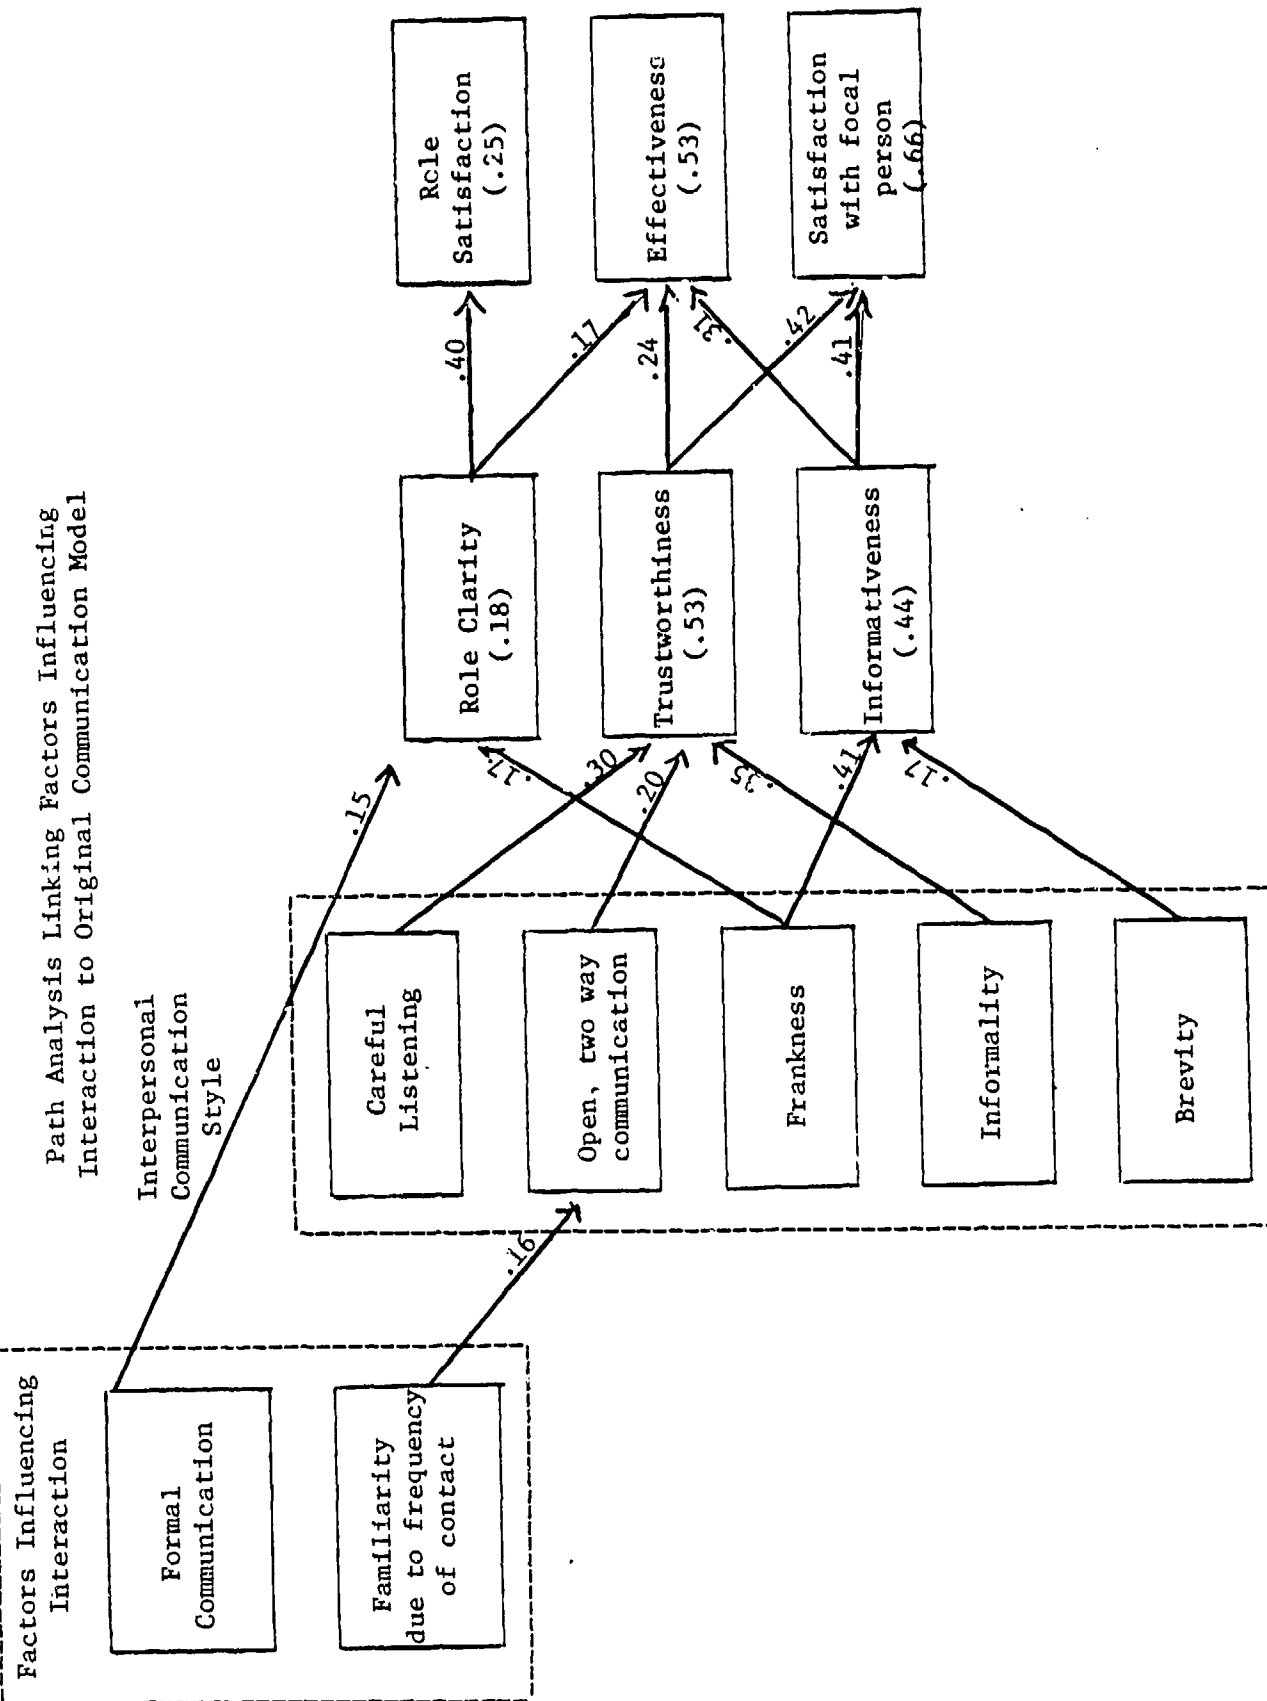 Path Analysis Linking Factors Influencing
Interaction to Original Communication Model
Factors Influencing
Interaction
Formal
Communication
Familiarity
due to frequency
of contact
.15
.16
Interpersonal
Communication
Style
Careful
Listening
Open, two way
communication
Frankness
Informality
Brevity
.17
.30
.20
.35
.41
.17
Role Clarity
(.18)
Trustworthiness
(.53)
Informativeness
(.44)
.40
.17
.24
.31
.42
.41
Rcle
Satisfaction
(.25)
Effectiveness
(.53)
Satisfaction
with focal
person
(.66)